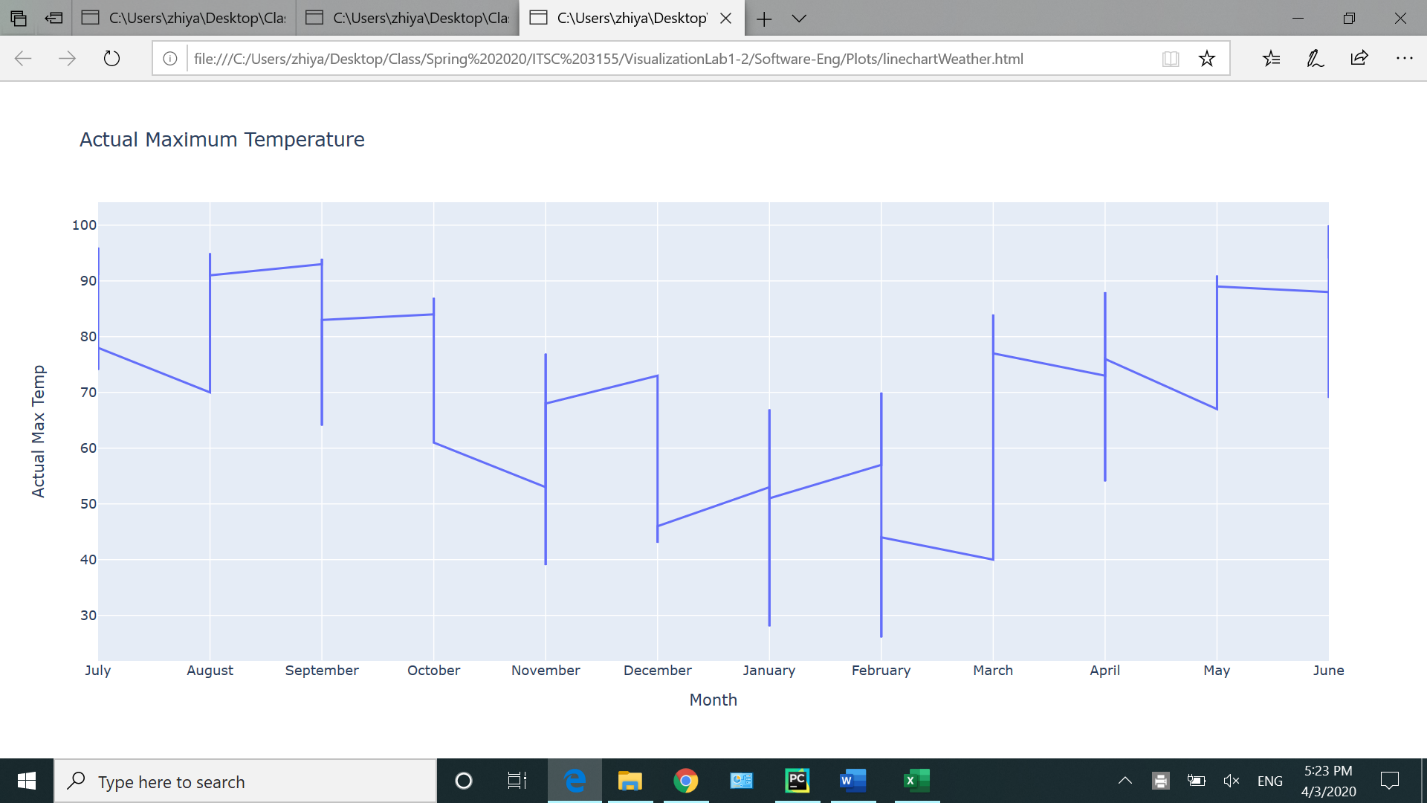 C:\Users\zhiya\Desktop\Cla:
C:\Users\zhiya\Desktop\Cla
C:\Users\zhiya\Desktop'
file:///C:/Users/zhiya/Desktop/Class/Spring%202020/ITSC%203155/VisualizationLab1-2/Software-Eng/Plots/linechartWeather.html
Actual Maximum Temperature
Actual Max Temp
100
90
80
70
60
50
40
30
July August September October November December January February March April May June
Month
Type here to search
PC
W
X
ENG
5:23 PM
4/3/2020